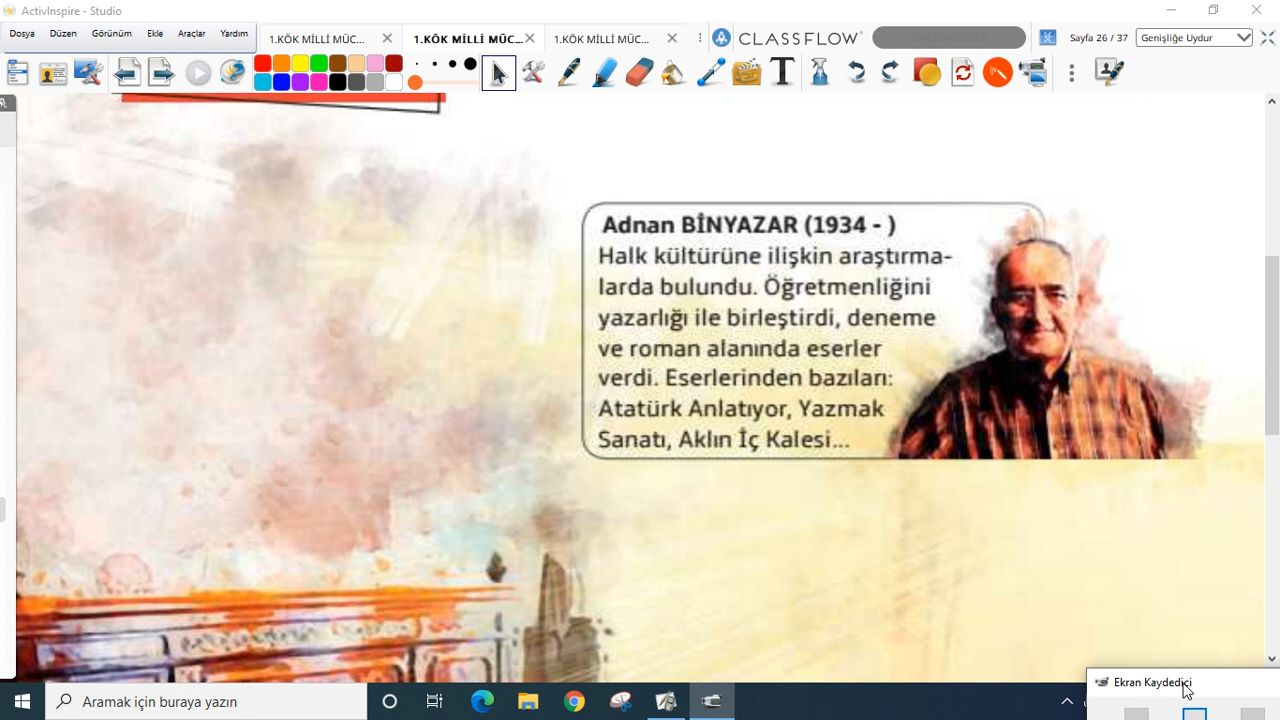 ActivInspire - Studio
Dosya Düzen Görünüm Ekle Araçlar Yardım
1.KÖK MİLLİ MÜC...
1.KÖK MİLLİ MÜC...
1.KÖK MİLLİ MÜC...
CLASSFLOW
Sayfa 26 / 37
Genişliğe Uydur
Adnan BİNYAZAR (1934 - )
Halk kültürüne ilişkin araştırma-
larda bulundu. Öğretmenliğini
yazarlığı ile birleştirdi, deneme
ve roman alanında eserler
verdi. Eserlerinden bazıları:
Atatürk Anlatıyor, Yazmak
Sanatı, Aklın İç Kalesi...
Ekran Kaydedici
Aramak için buraya yazın